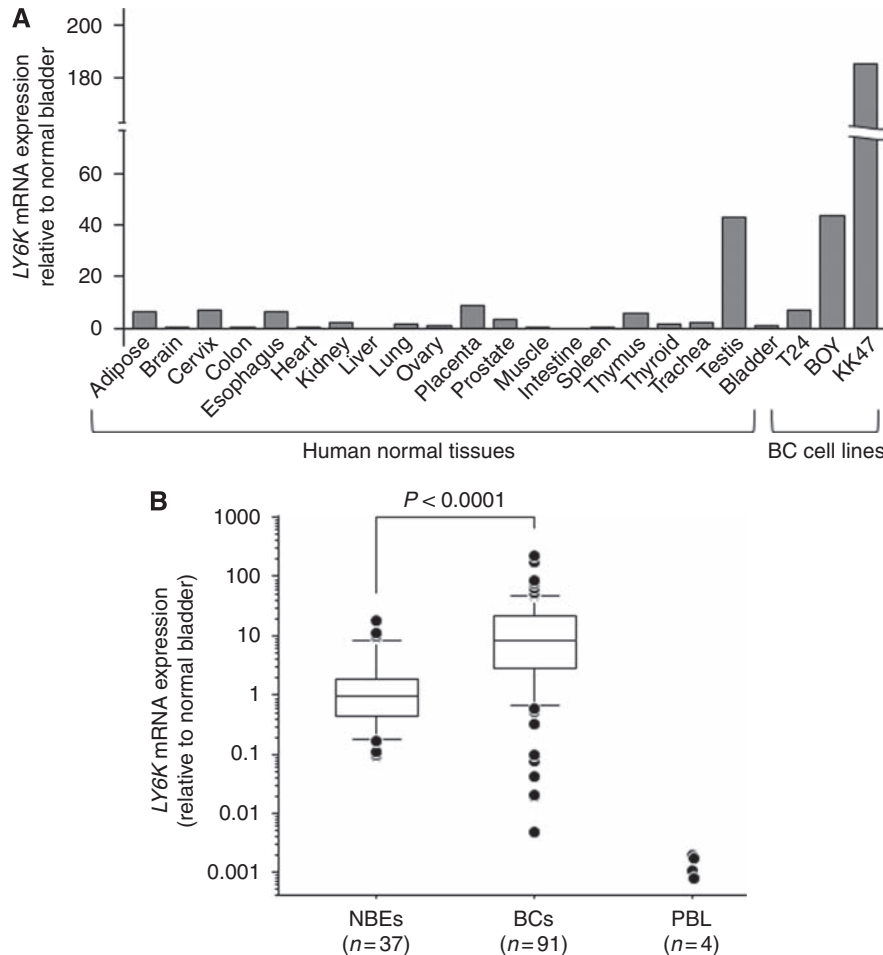 A
LY6K mRNA expression
relative to normal bladder
200
180
60
40
20
0
Adipose
Brain
Cervix
Colon
Esophagus
Heart
Kidney
Liver
Lung
Ovary
Placenta
Prostate
Muscle
Intestine
Spleen
Thymus
Thyroid
Trachea
Testis
Bladder
T24
BOY
KK47
Human normal tissues
BC cell lines
B
P < 0.0001
LY6K mRNA expression
(relative to normal bladder)
1000
100
10
1
0.1
0.01
0.001
NBEs
(n=37)
BCs
(n=91)
PBL
(n=4)